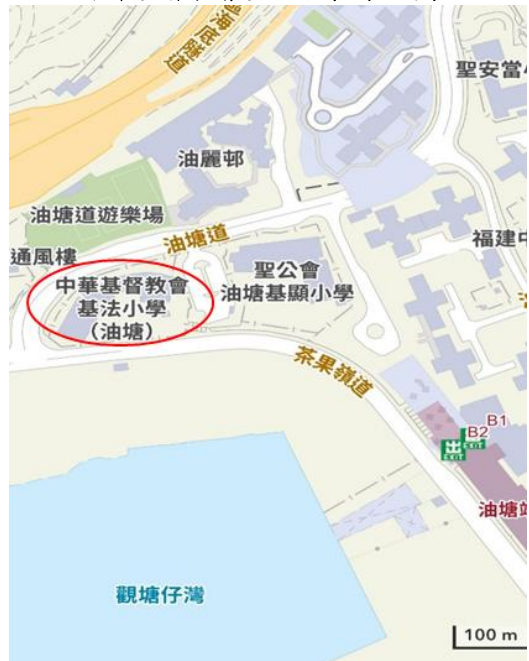 海底隧道
聖安當
油麗邨
油塘道遊樂場
油塘道
福建中
通風樓
聖公會
油塘基顯小學
中華基督教會
基法小學
（油塘）
茶果嶺道
B1
B2
出
EXIT
EXIT
油塘站
觀塘仔灣
100 m